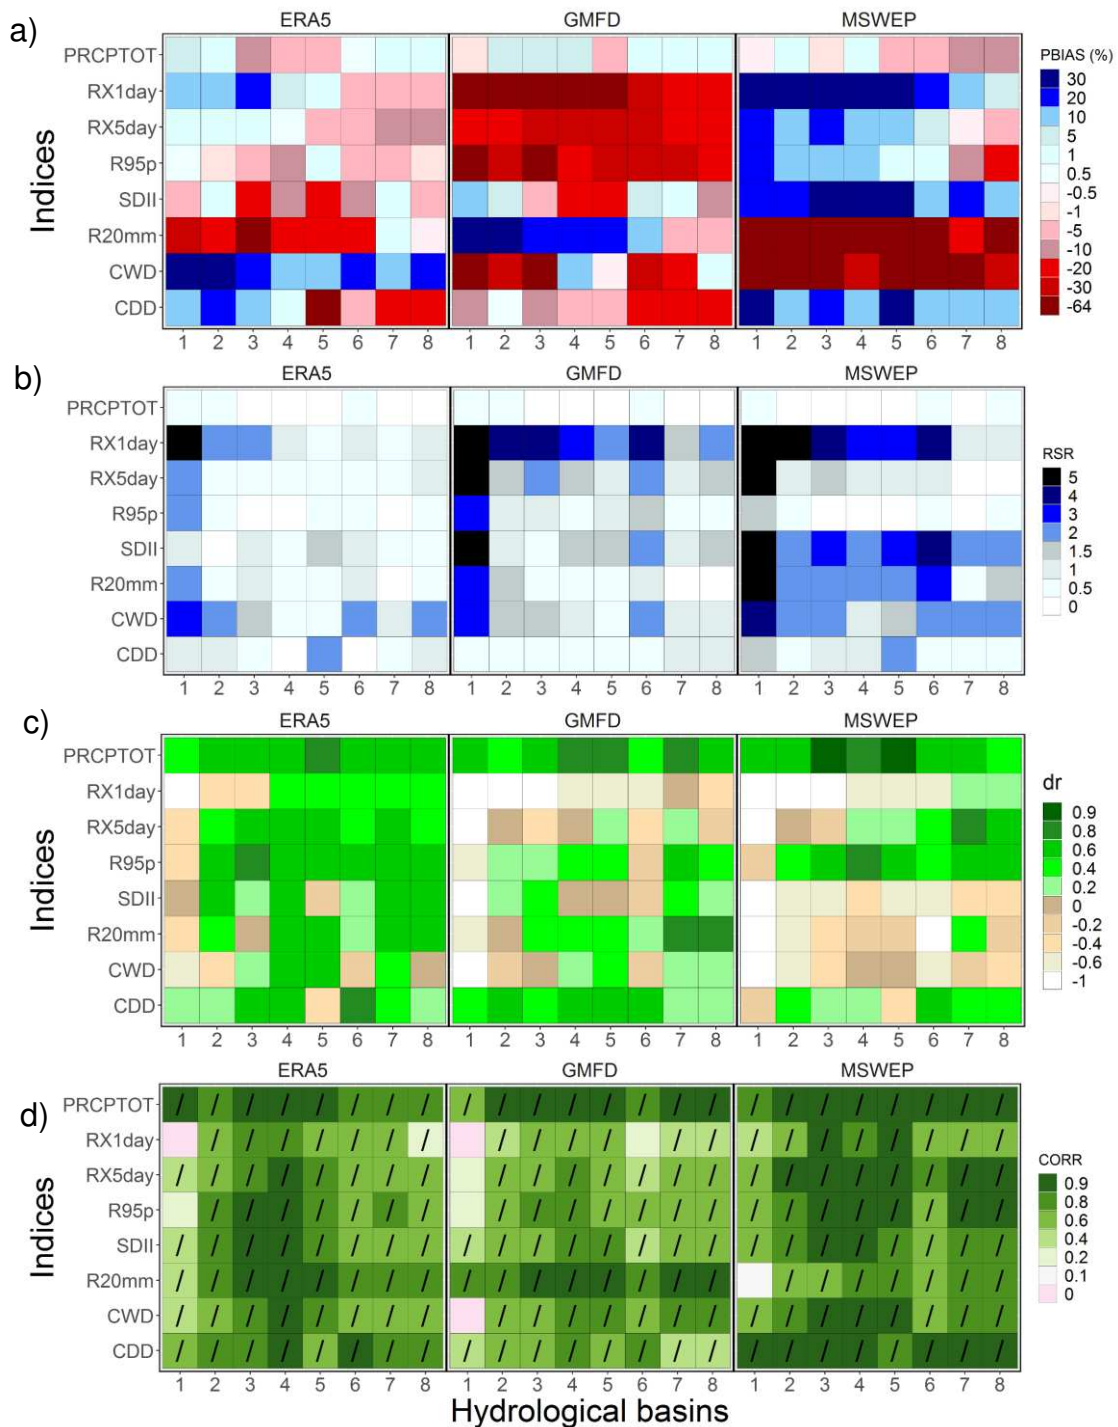 a)
ERA5 GMFD MSWEP
Indices
PRCPTOT
RX1day
RX5day
R95p
SDII
R20mm
CWD
CDD
1 2 3 4 5 6 7 8 1 2 3 4 5 6 7 8 1 2 3 4 5 6 7 8
PBIAS (%)
30
20
10
5
1
0.5
-0.5
-1
-5
-10
-20
-30
-64
b)
ERA5 GMFD MSWEP
PRCPTOT
RX1day
RX5day
R95p
SDII
R20mm
CWD
CDD
1 2 3 4 5 6 7 8 1 2 3 4 5 6 7 8 1 2 3 4 5 6 7 8
RSR
5
4
3
2
1.5
1
0.5
0
c)
ERA5 GMFD MSWEP
Indices
PRCPTOT
RX1day
RX5day
R95p
SDII
R20mm
CWD
CDD
1 2 3 4 5 6 7 8 1 2 3 4 5 6 7 8 1 2 3 4 5 6 7 8
dr
0.9
0.8
0.6
0.4
0.2
0
-0.2
-0.4
-0.6
-1
d)
ERA5 GMFD MSWEP
Indices
PRCPTOT
RX1day
RX5day
R95p
SDII
R20mm
CWD
CDD
1 2 3 4 5 6 7 8 1 2 3 4 5 6 7 8 1 2 3 4 5 6 7 8
Hydrological basins
CORR
0.9
0.8
0.6
0.4
0.2
0.1
0